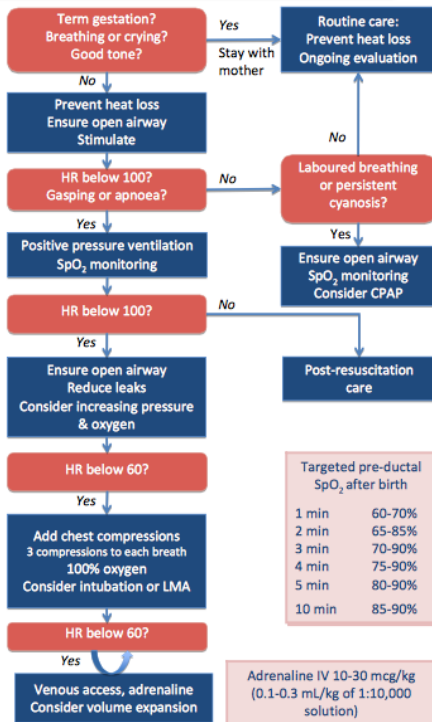 Term gestation?
Breathing or crying?
Good tone?
Yes
Stay with
mother
Routine care:
Prevent heat loss
Ongoing evaluation
No
Prevent heat loss
Ensure open airway
Stimulate
No
HR below 100?
Gasping or apnoea?
No
Laboured breathing
or persistent
cyanosis?
Yes
Yes
Positive pressure ventilation
SpO₂ monitoring
Ensure open airway
SpO₂ monitoring
Consider CPAP
HR below 100?
No
Yes
Post-resuscitation
care
Ensure open airway
Reduce leaks
Consider increasing pressure
& oxygen
HR below 60?
Yes
Targeted pre-ductal
SpO₂ after birth
1 min 60-70%
2 min 65-85%
3 min 70-90%
4 min 75-90%
5 min 80-90%
10 min 85-90%
Add chest compressions
3 compressions to each breath
100% oxygen
Consider intubation or LMA
HR below 60?
Yes
Venous access, adrenaline
Consider volume expansion
Adrenaline IV 10-30 mcg/kg
(0.1-0.3 mL/kg of 1:10,000
solution)